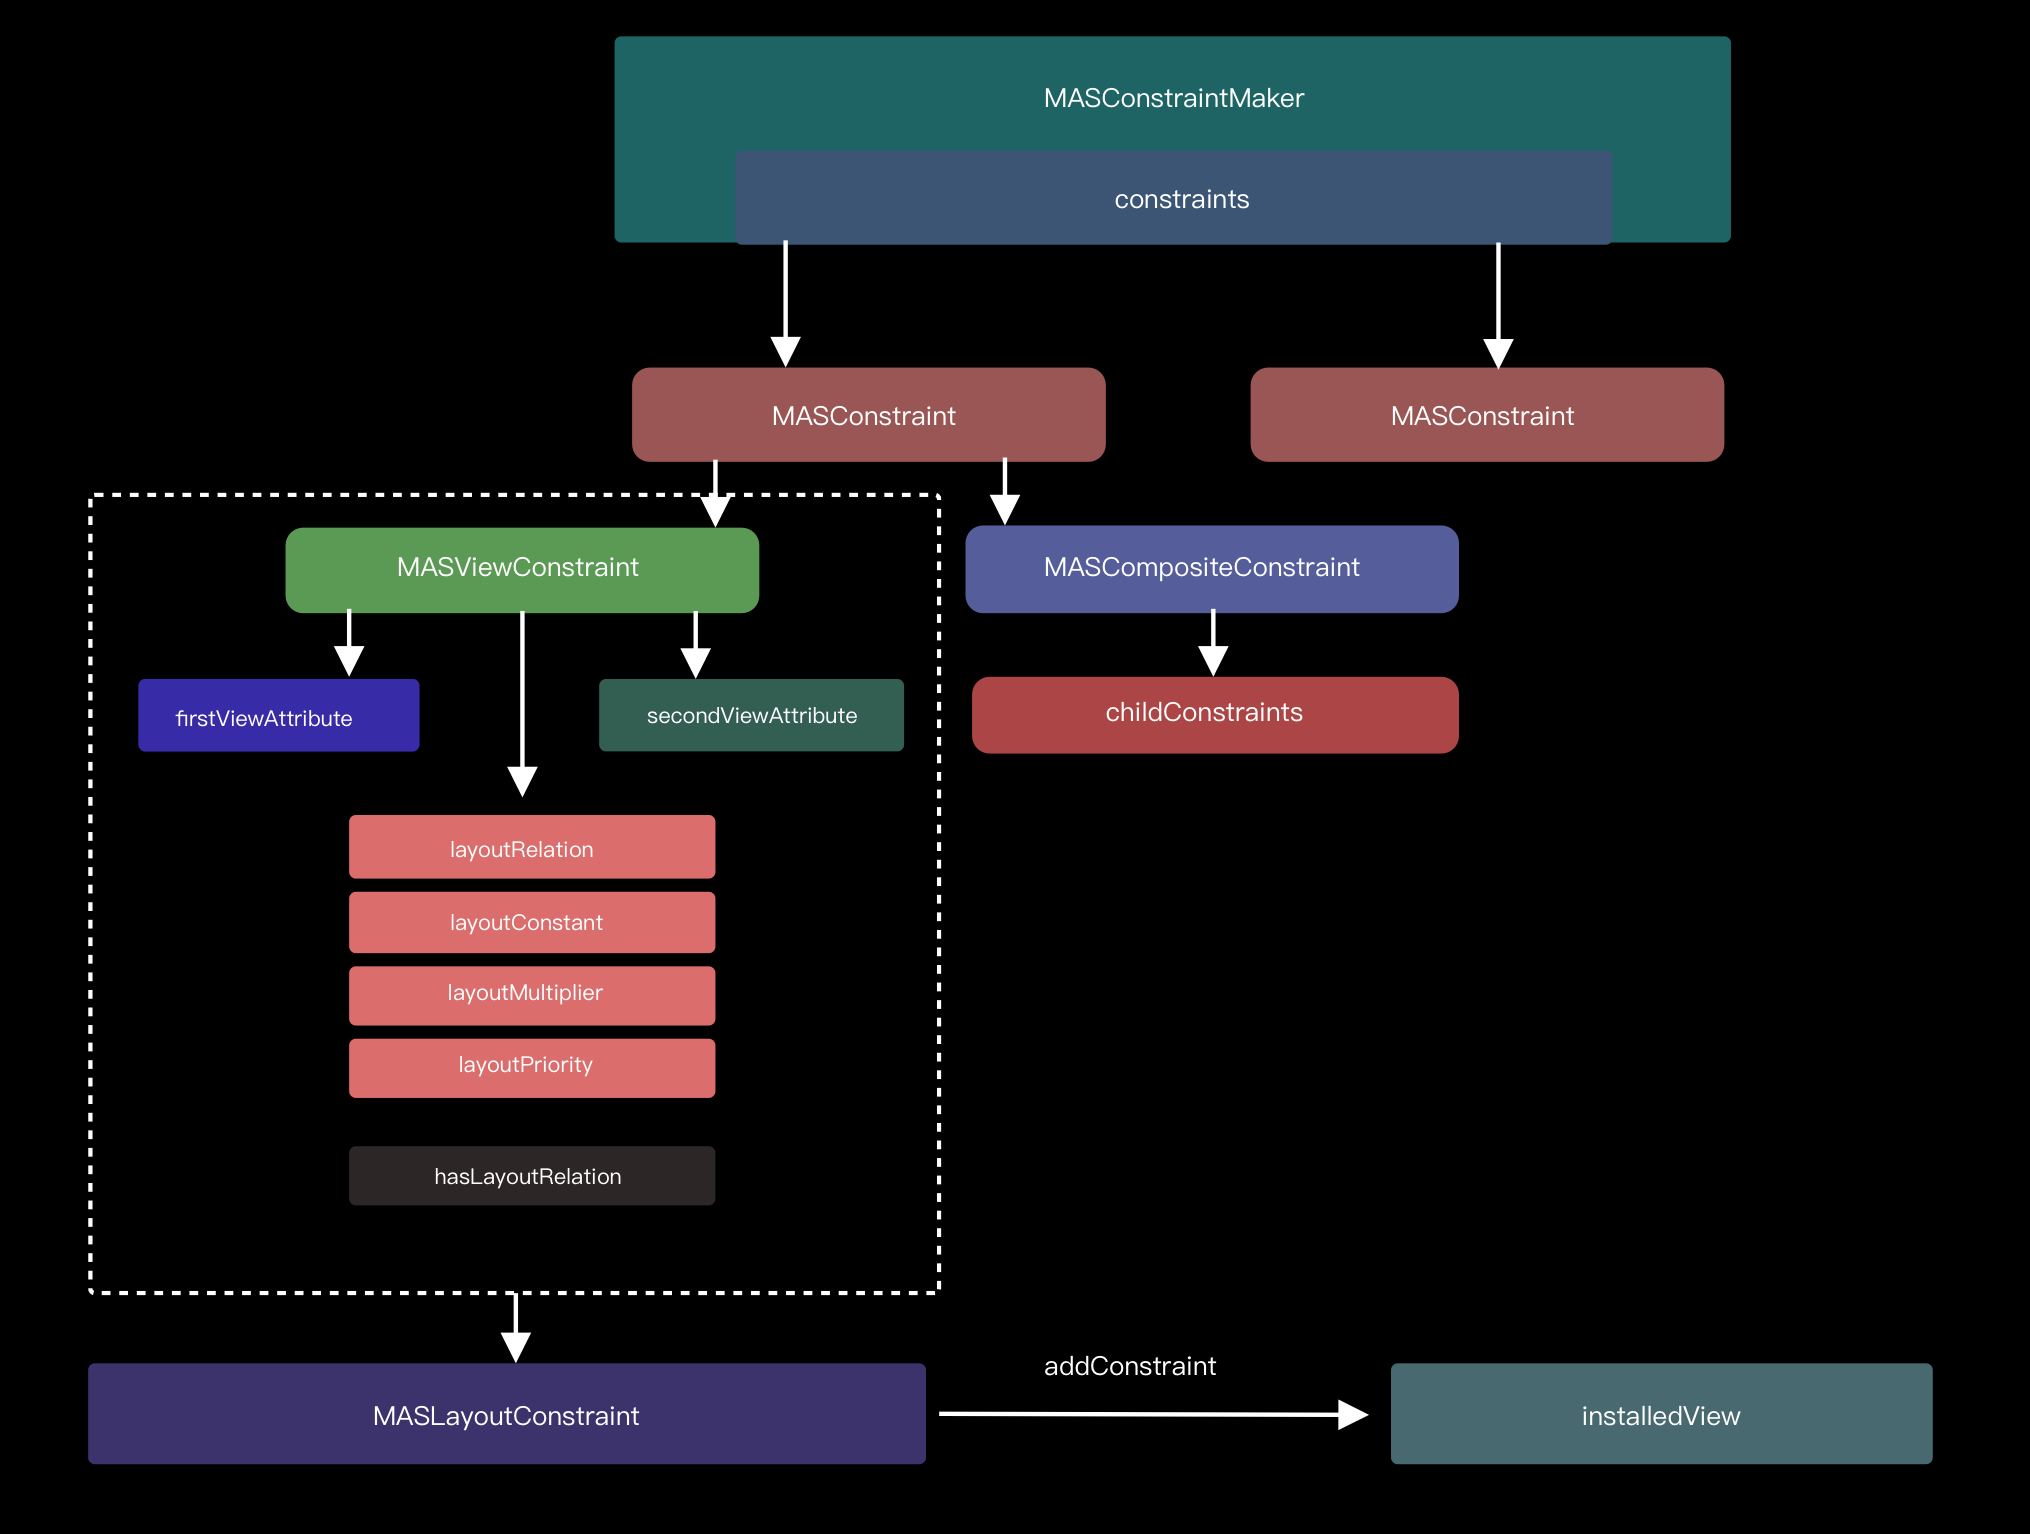 MASConstraintMaker
constraints
MASConstraint
MASConstraint
MASViewConstraint
MASCompositeConstraint
firstViewAttribute
secondViewAttribute
childConstraints
layoutRelation
layoutConstant
layoutMultiplier
layoutPriority
hasLayoutRelation
addConstraint
MASLayoutConstraint
installedView